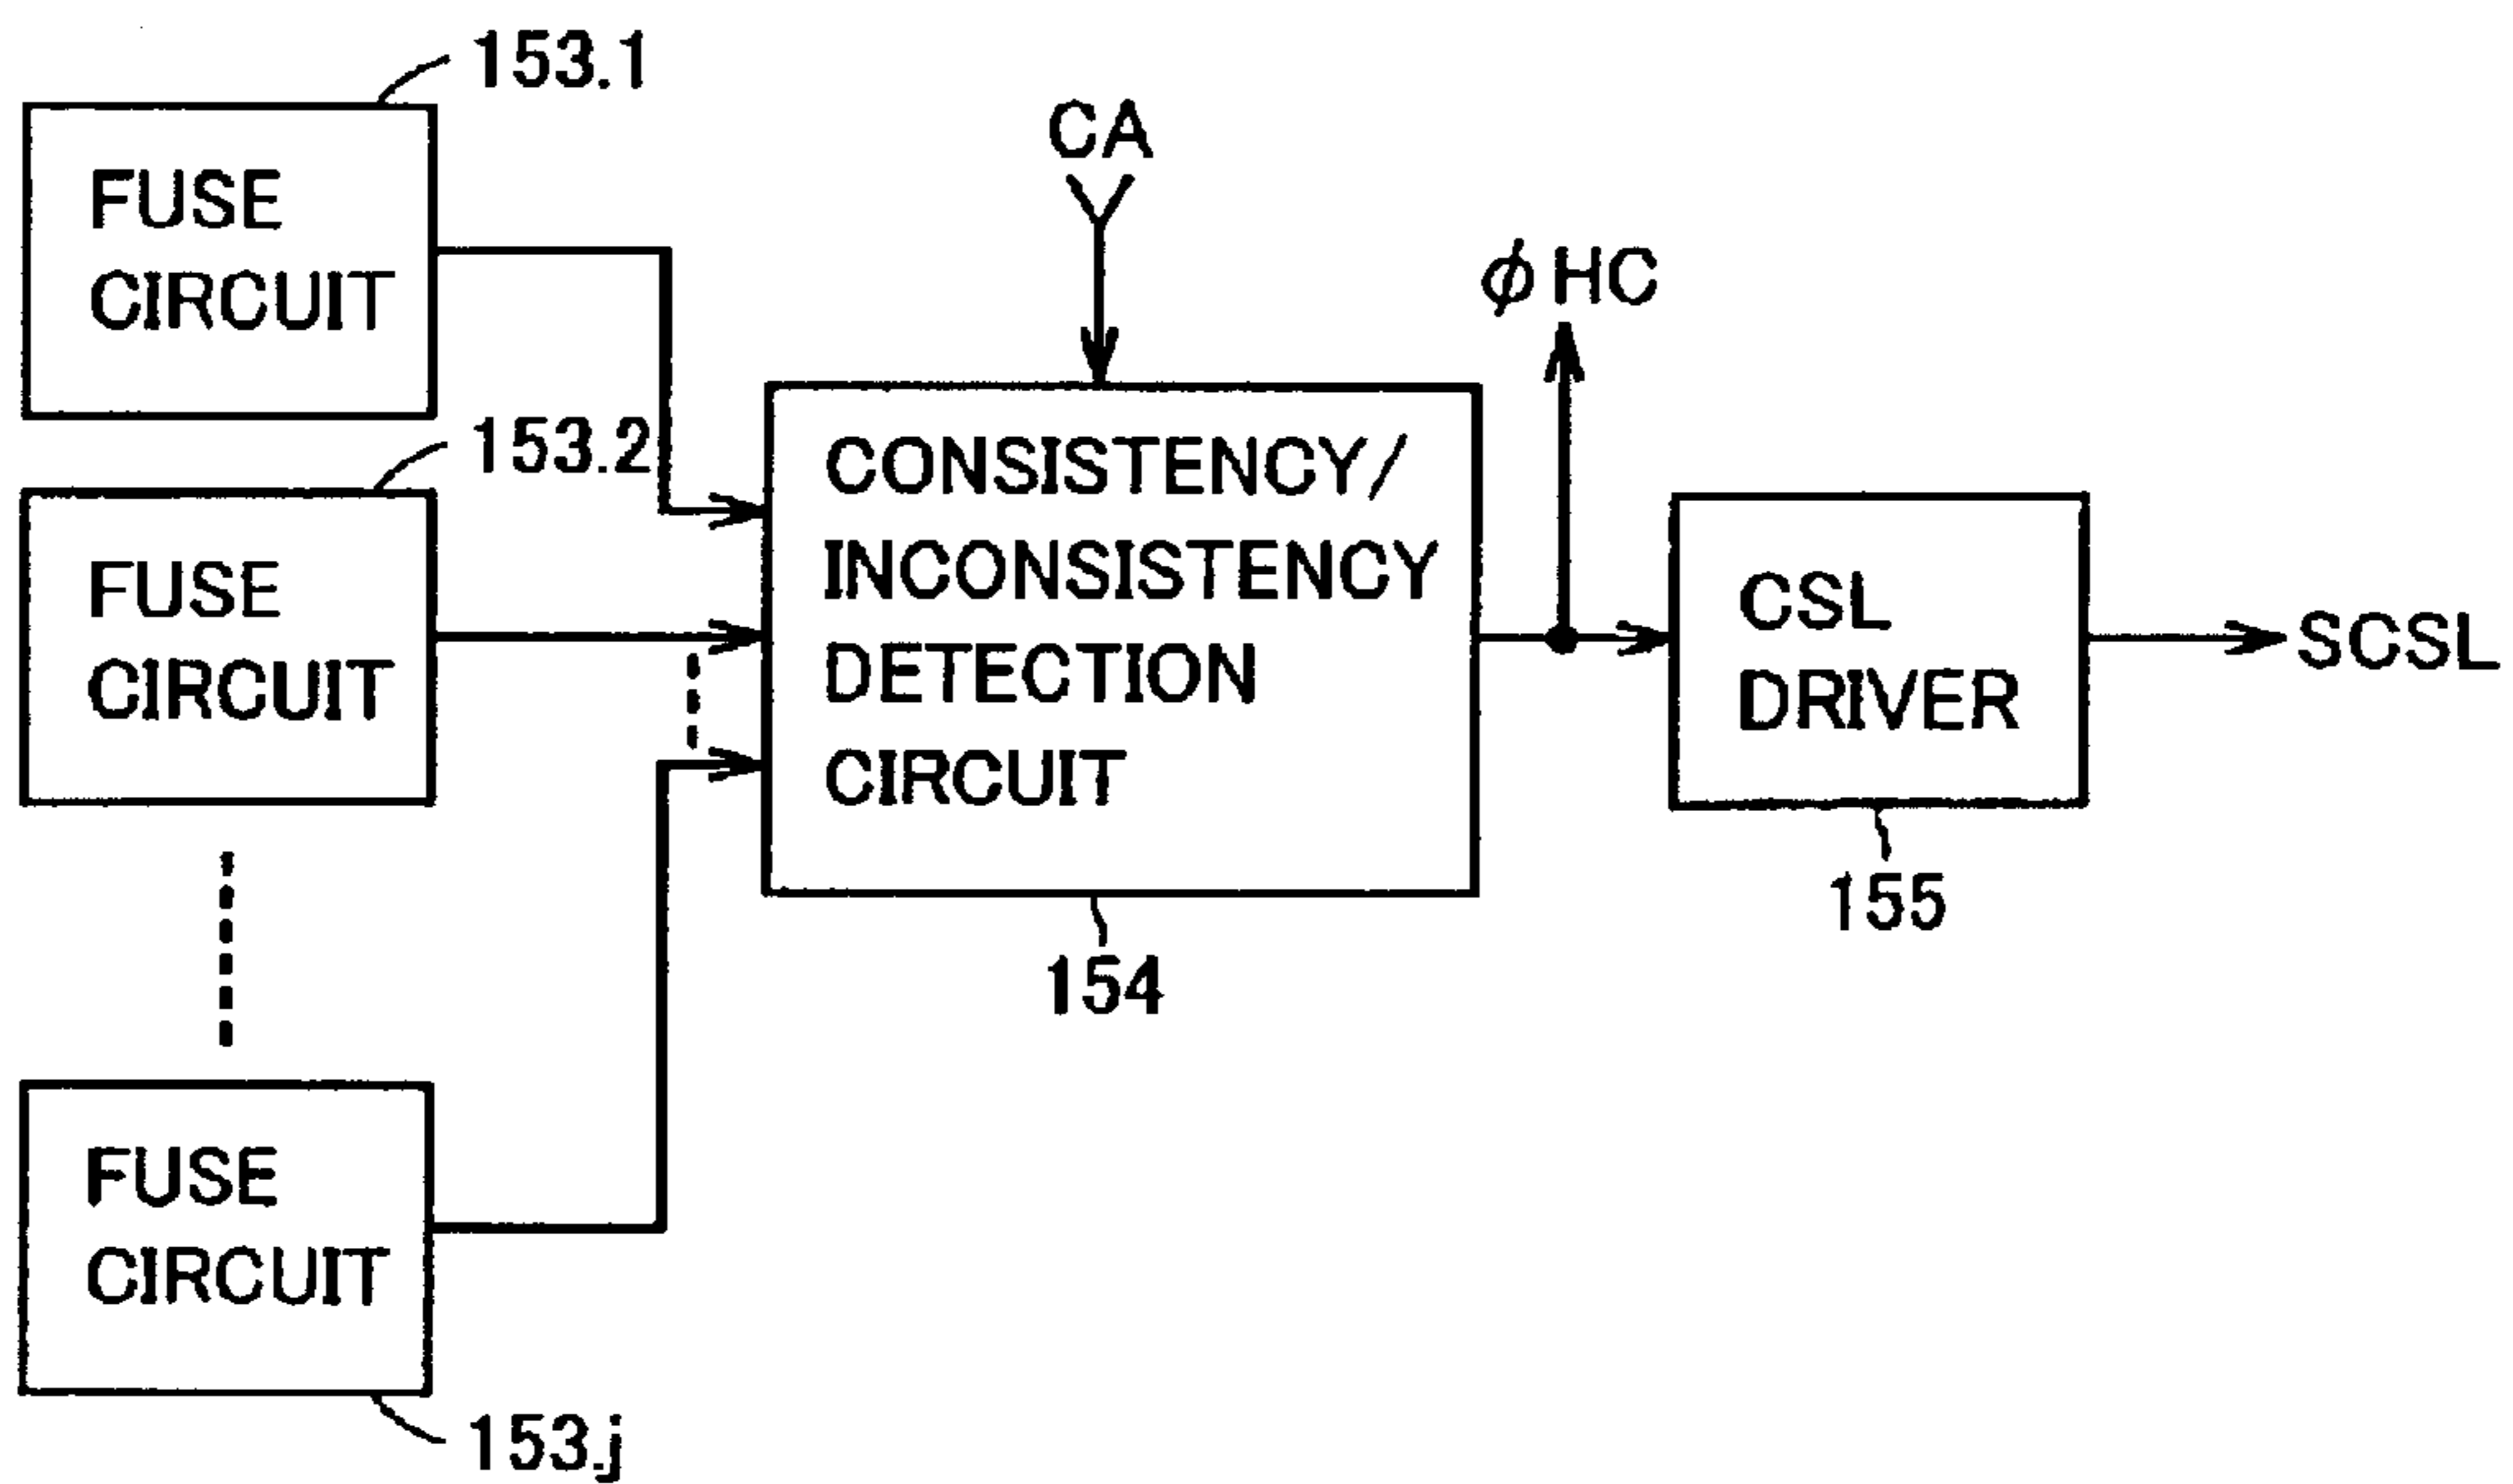 153.1
FUSE
CIRCUIT
CA
φHC
153.2
FUSE
CIRCUIT
CONSISTENCY/
INCONSISTENCY
DETECTION
CIRCUIT
CSL
DRIVER
SCSL
155
154
FUSE
CIRCUIT
153.j